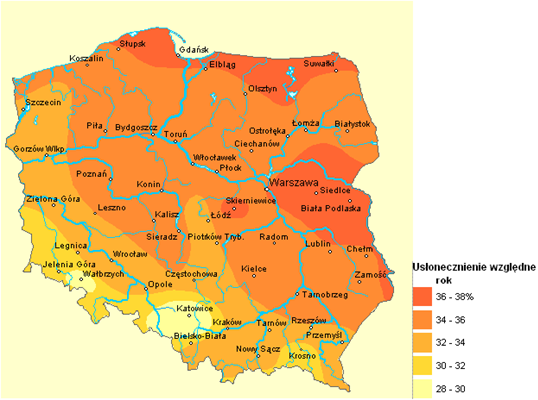 Słupsk
Gdańsk
Koszalin
Elbląg
Suwałki
Olsztyn
Szczecin
Piła
Bydgoszcz
Toruń
Ostrołęka
Łomża
Białystok
Ciechanów
Gorzów Wlkp.
Włocławek
Płock
Poznań
Konin
Warszawa
Siedlce
Zielona Góra
Leszno
Kalisz
Łódź
Skierniewice
Biała Podlaska
Sieradz
Piotrków Tryb.
Radom
Lublin
Chełm
Legnica
Wrocław
Jelenia Góra
Wałbrzych
Opole
Częstochowa
Kielce
Zamość
Tarnobrzeg
Katowice
Kraków
Tarnów
Rzeszów
Przemyśl
Bielsko-Biała
Nowy Sącz
Krosno
Usłonecznienie względne
rok
36 - 38%
34 - 36
32 - 34
30 - 32
28 - 30